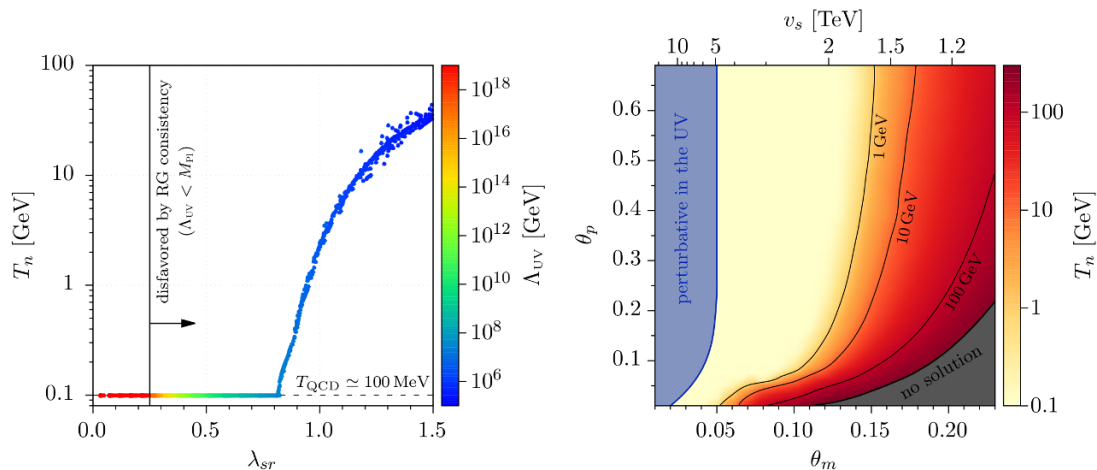 100
10
1
0.1
T_n [GeV]
disfavored by RG consistency
(Λ_UV < M_Pl)
T_QCD ≃ 100 MeV
0.0
0.5
1.0
1.5
λ_sr
10^18
10^16
10^14
10^12
10^10
10^8
10^6
Λ_UV [GeV]
v_s [TeV]
10
5
2
1.5
1.2
0.6
0.5
0.4
0.3
0.2
0.1
θ_p
perturbative in the UV
1 GeV
10 GeV
100 GeV
no solution
0.05
0.10
0.15
0.20
θ_m
100
10
1
0.1
T_n [GeV]